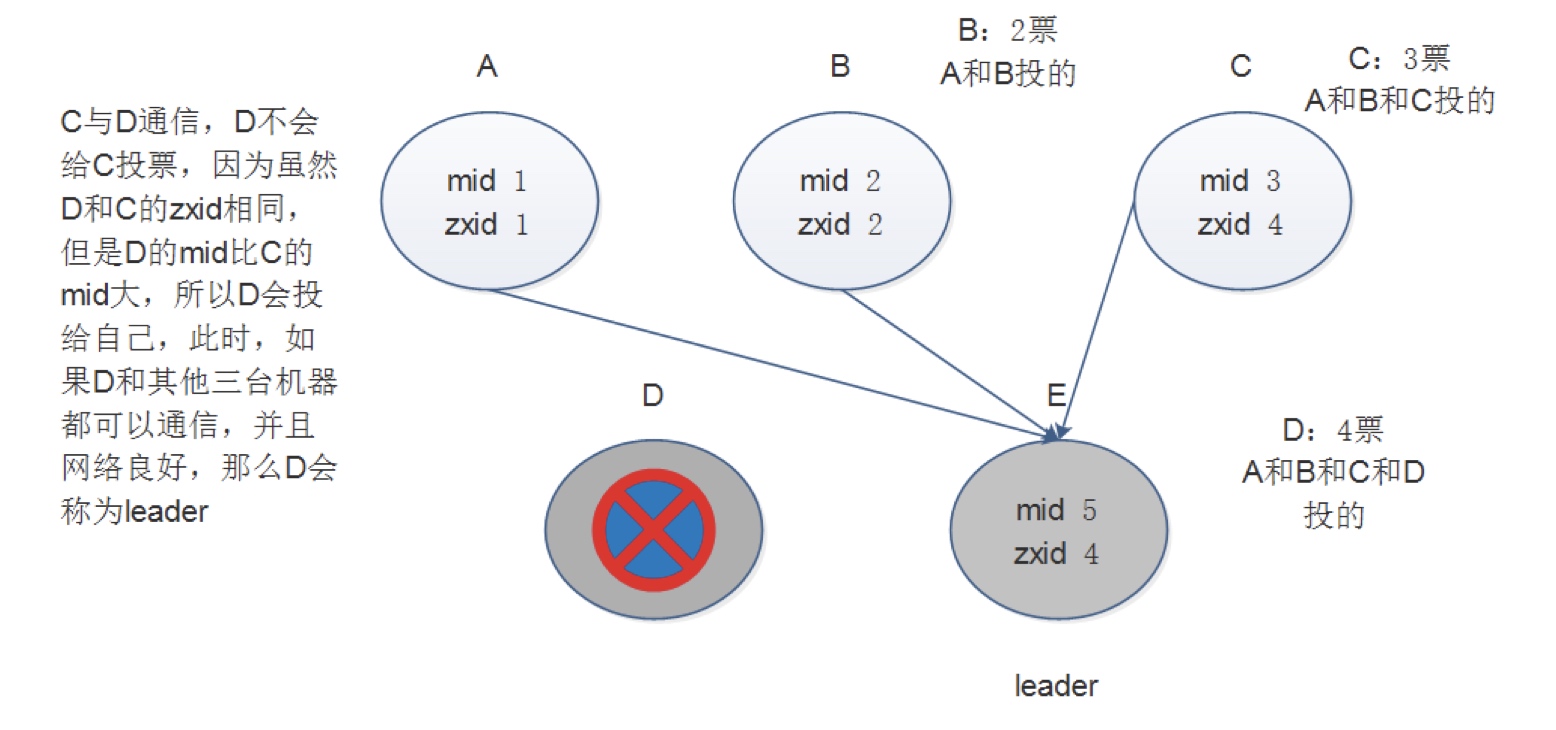 C与D通信，D不会
给C投票，因为虽然
D和C的zxid相同，
但是D的mid比C的
mid大，所以D会投
给自己，此时，如
果D和其他三台机器
都可以通信，并且
网络良好，那么D会
称为leader
A
mid 1
zxid 1
B
B：2票
A和B投的
mid 2
zxid 2
C
C：3票
A和B和C投的
mid 3
zxid 4
D
E
mid 5
zxid 4
D：4票
A和B和C和D
投的
leader